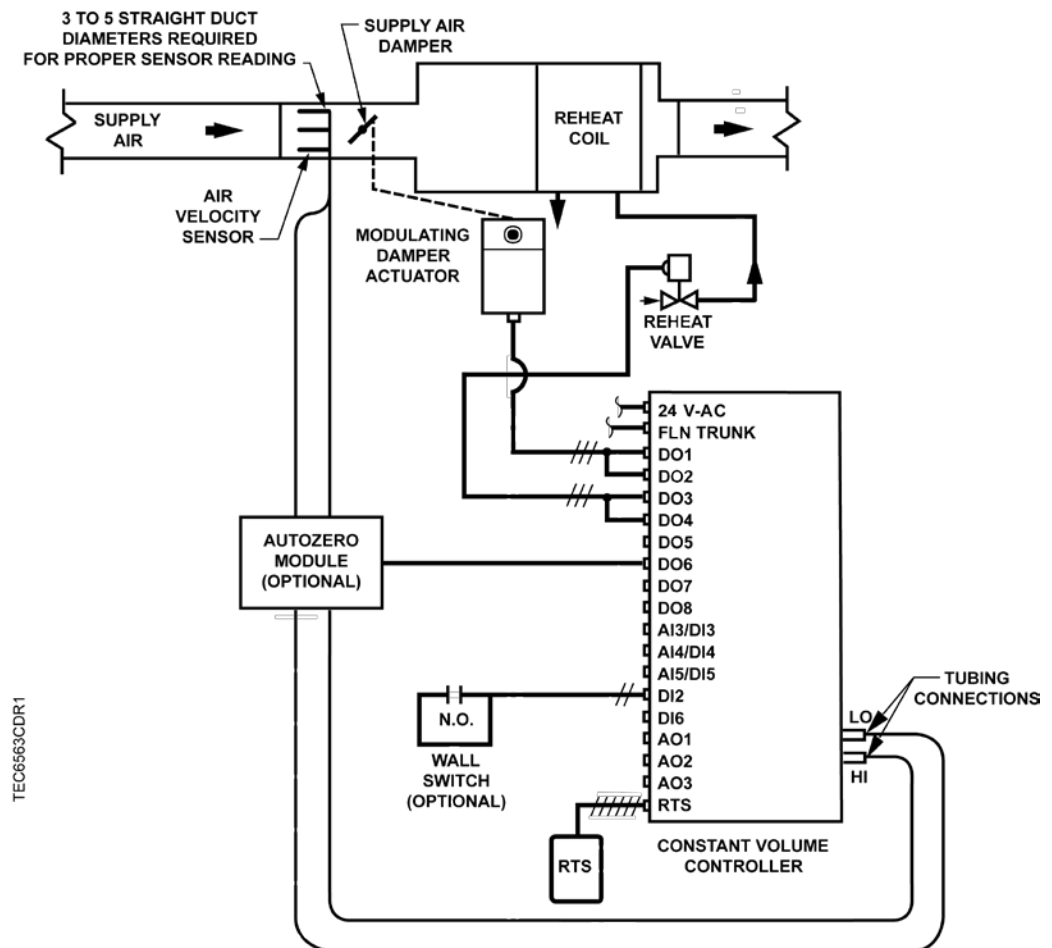 3 TO 5 STRAIGHT DUCT
DIAMETERS REQUIRED
FOR PROPER SENSOR READING
SUPPLY AIR
DAMPER
SUPPLY
AIR
REHEAT
COIL
AIR
VELOCITY
SENSOR
MODULATING
DAMPER
ACTUATOR
REHEAT
VALVE
24 V-AC
FLN TRUNK
DO1
DO2
DO3
DO4
DO5
DO6
DO7
DO8
AI3/DI3
AI4/DI4
AI5/DI5
DI2
DI6
AO1
AO2
AO3
RTS
AUTOZERO
MODULE
(OPTIONAL)
N.O.
WALL
SWITCH
(OPTIONAL)
TUBING
CONNECTIONS
LO
HI
RTS
CONSTANT VOLUME
CONTROLLER
TEC6563CDR1